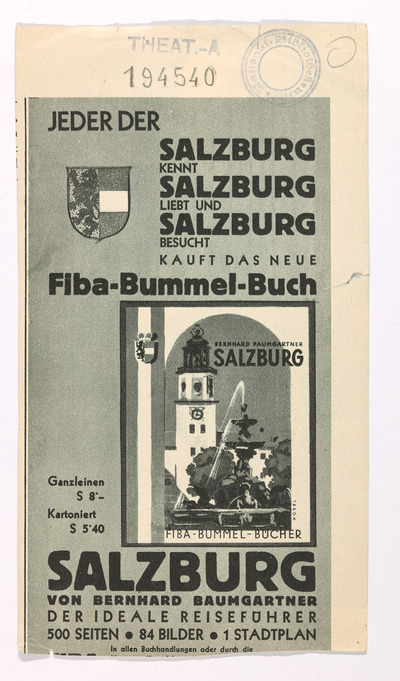 THEAT.-A
194540
JEDER DER
SALZBURG
KENNT
SALZBURG
LIEBT UND
SALZBURG
BESUCHT
KAUFT DAS NEUE
Fiba-Bummel-Buch
BERNHARD BAUMGARTNER
SALZBURG
Ganzleinen
S 8·–
Kartoniert
S 5·40
FIBA-BUMMEL-BÜCHER
SALZBURG
VON BERNHARD BAUMGARTNER
DER IDEALE REISEFÜHRER
500 SEITEN ● 84 BILDER ● 1 STADTPLAN
In allen Buchhandlungen oder durch die